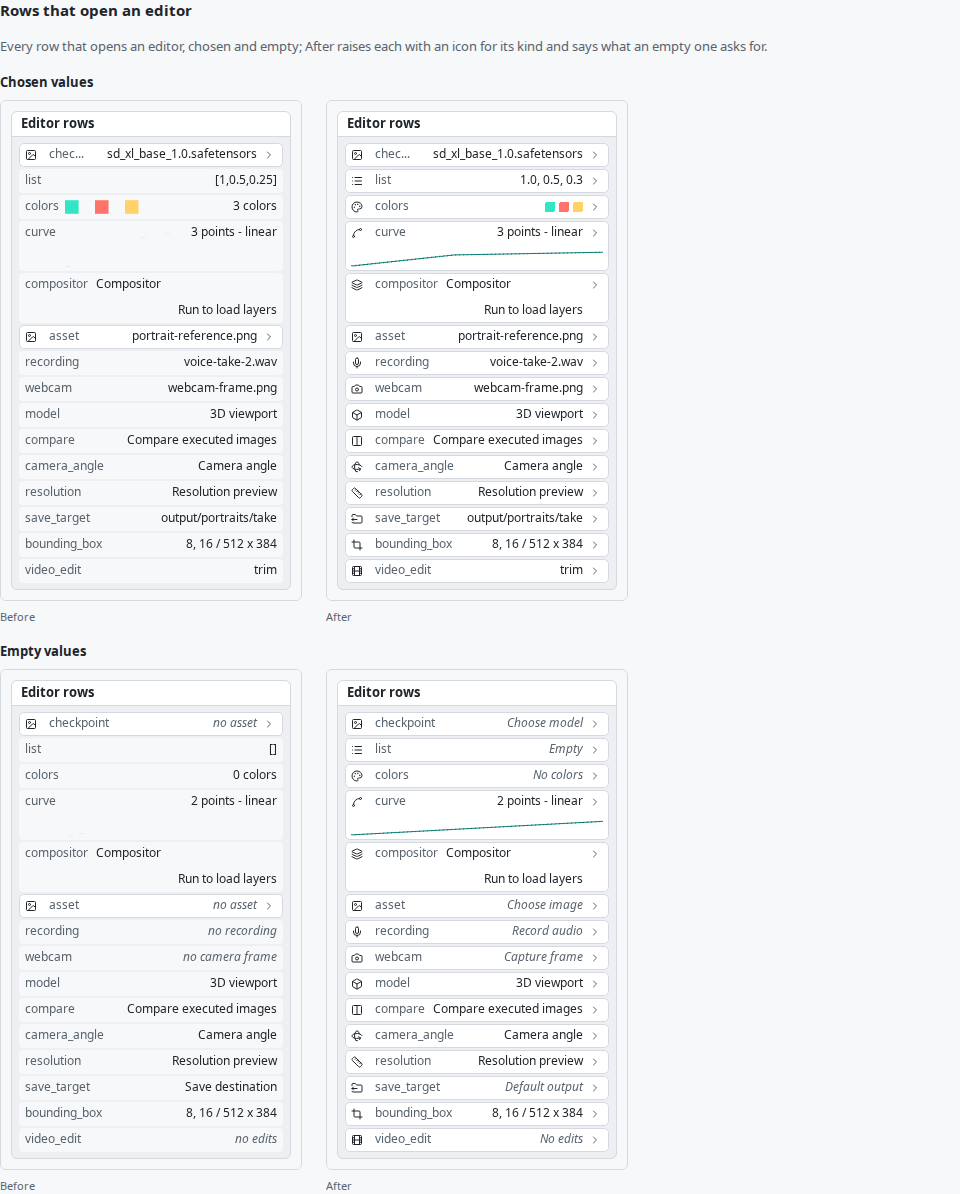 Rows that open an editor
Every row that opens an editor, chosen and empty; After raises each with an icon for its kind and says what an empty one asks for.
Chosen values
Editor rows
chec... sd_xl_base_1.0.safetensors
list [1,0.5,0.25]
colors 3 colors
curve 3 points - linear
compositor Compositor
Run to load layers
asset portrait-reference.png
recording voice-take-2.wav
webcam webcam-frame.png
model 3D viewport
compare Compare executed images
camera_angle Camera angle
resolution Resolution preview
save_target output/portraits/take
bounding_box 8, 16 / 512 x 384
video_edit trim
Before
Editor rows
chec... sd_xl_base_1.0.safetensors
list 1.0, 0.5, 0.3
colors
curve 3 points - linear
compositor Compositor
Run to load layers
asset portrait-reference.png
recording voice-take-2.wav
webcam webcam-frame.png
model 3D viewport
compare Compare executed images
camera_angle Camera angle
resolution Resolution preview
save_target output/portraits/take
bounding_box 8, 16 / 512 x 384
video_edit trim
After
Empty values
Editor rows
checkpoint no asset
list []
colors 0 colors
curve 2 points - linear
compositor Compositor
Run to load layers
asset no asset
recording no recording
webcam no camera frame
model 3D viewport
compare Compare executed images
camera_angle Camera angle
resolution Resolution preview
save_target Save destination
bounding_box 8, 16 / 512 x 384
video_edit no edits
Before
Editor rows
checkpoint Choose model
list Empty
colors No colors
curve 2 points - linear
compositor Compositor
Run to load layers
asset Choose image
recording Record audio
webcam Capture frame
model 3D viewport
compare Compare executed images
camera_angle Camera angle
resolution Resolution preview
save_target Default output
bounding_box 8, 16 / 512 x 384
video_edit No edits
After